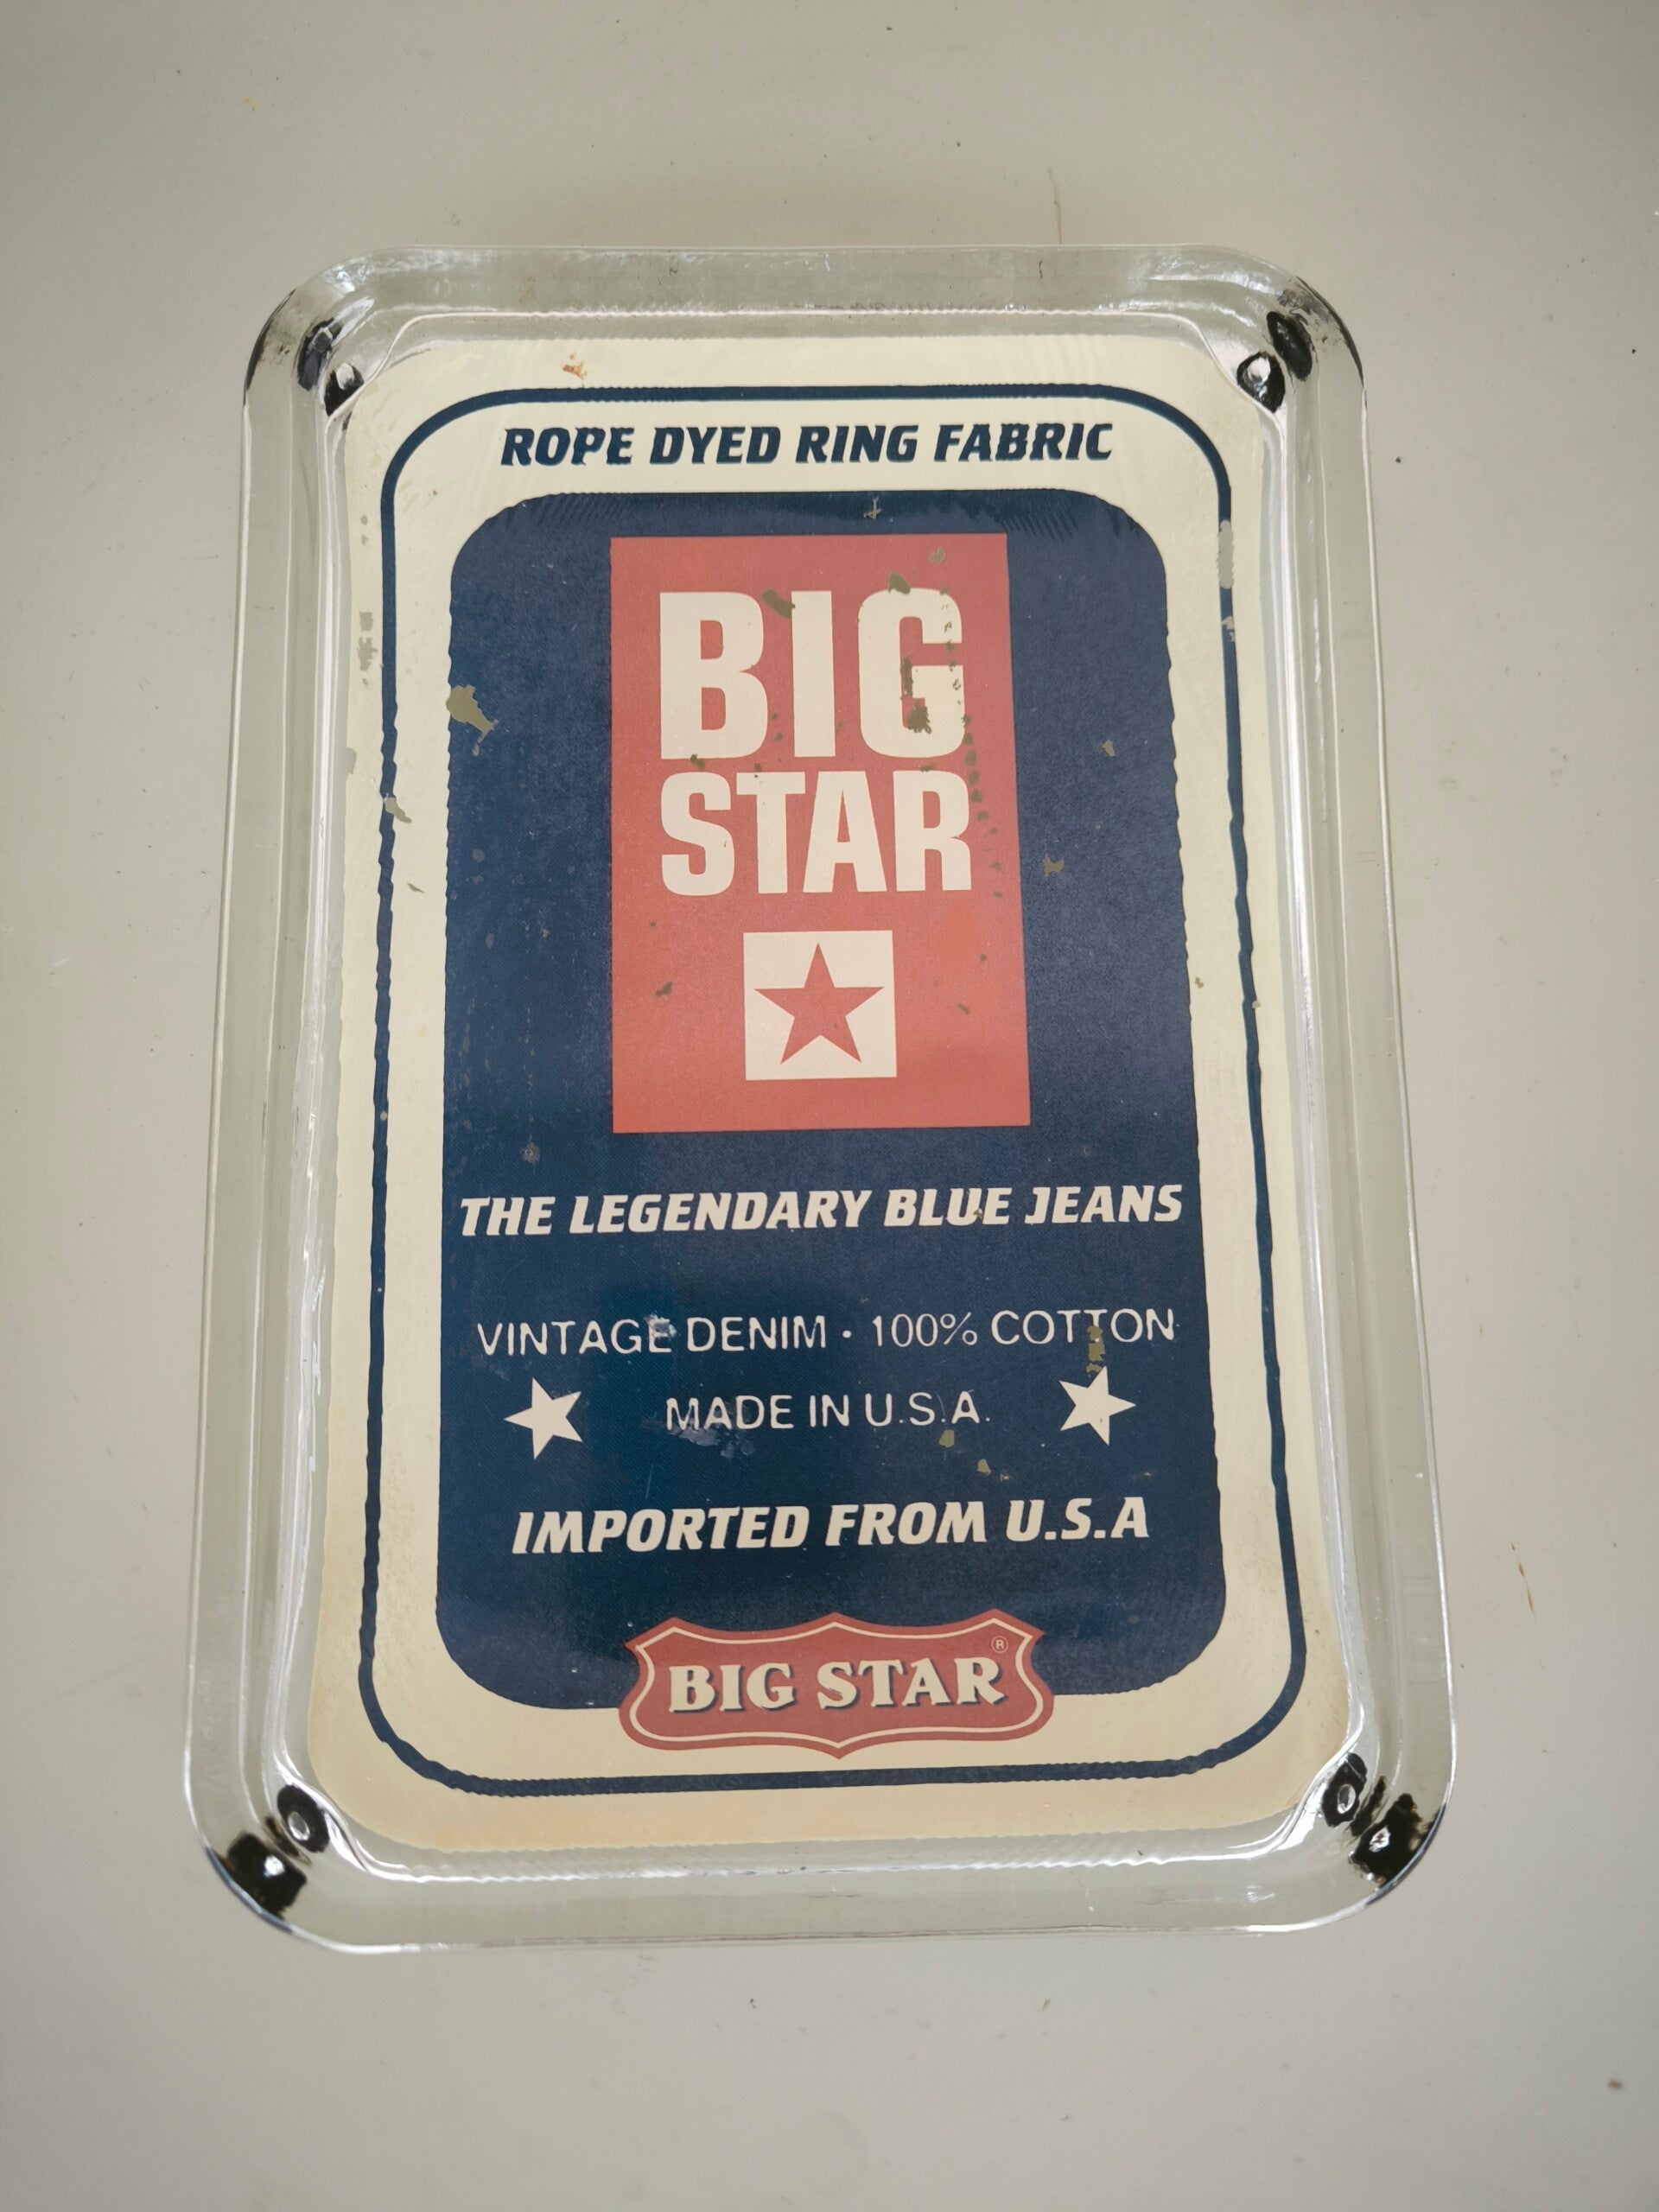 ROPE DYED RING FABRIC
BIG
STAR
THE LEGENDARY BLUE JEANS
VINTAGE DENIM · 100% COTTON
MADE IN U.S.A.
IMPORTED FROM U.S.A
BIG STAR®